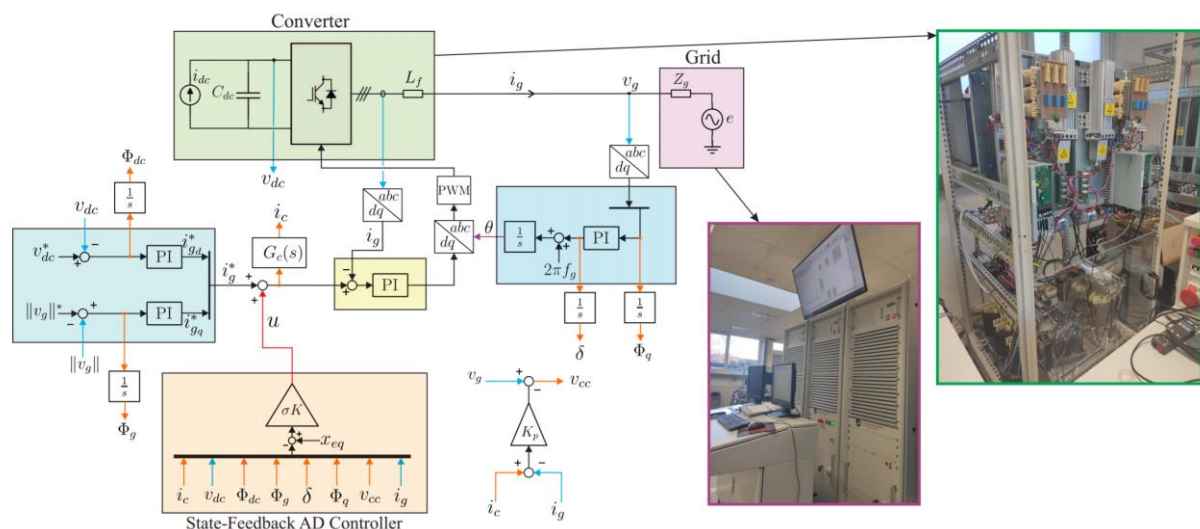 Converter
i_dc
C_dc
L_f
i_g
v_g
Grid
Z_g
e
Φ_dc
1/s
v_dc
v_dc
v*_dc
-
+
PI
i*_gd
‖v_g‖*
+
-
PI
i*_gq
‖v_g‖
1/s
Φ_g
i_c
G_c(s)
i*_g
+
+
u
abc
dq
i_g
-
+
PI
PWM
abc
dq
θ
abc
dq
1/s
+
+
PI
2πf_g
1/s
1/s
δ
Φ_q
σK
+
-
x_eq
i_c v_dc Φ_dc Φ_g δ Φ_q v_cc i_g
State-Feedback AD Controller
v_g
+
-
v_cc
K_p
+
-
i_c
i_g